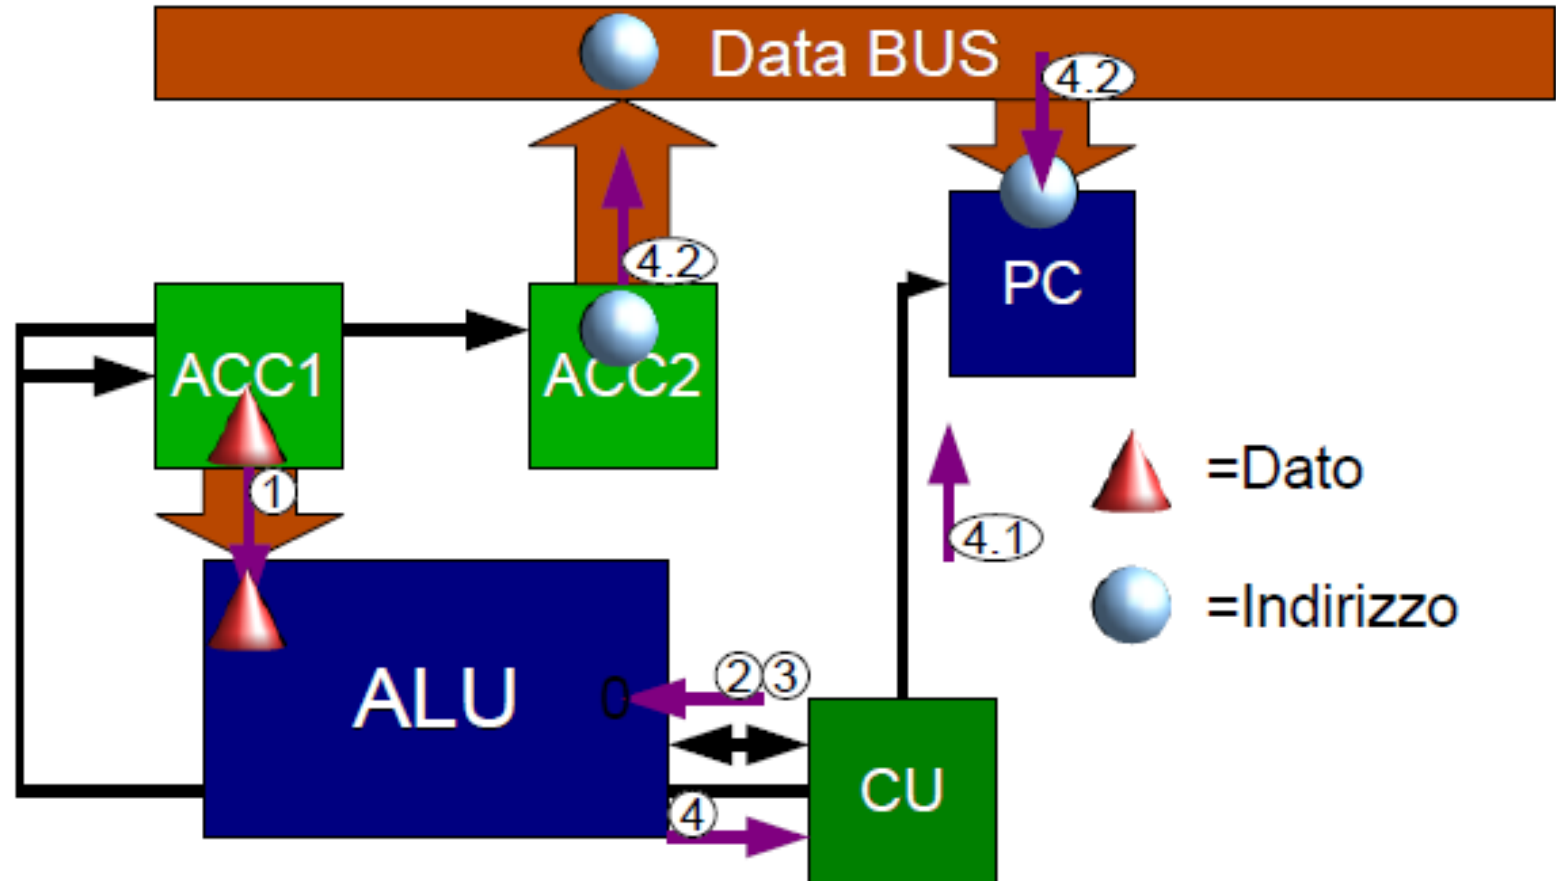 Data BUS
4.2
4.2
PC
ACC1
ACC2
1
=Dato
4.1
=Indirizzo
ALU
0
2 3
CU
4